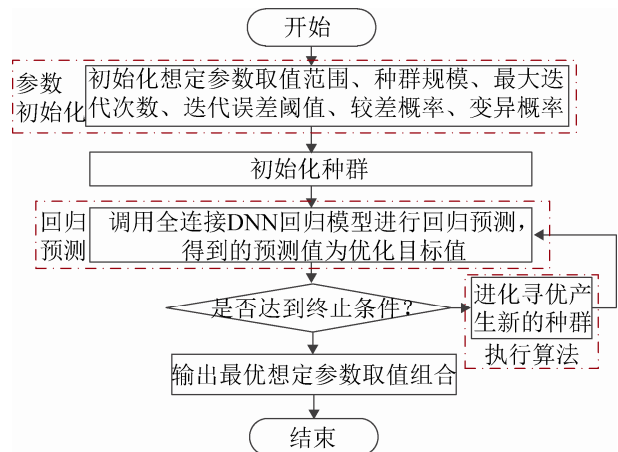 开始
参数
初始化
初始化想定参数取值范围、种群规模、最大迭
代次数、迭代误差阈值、较差概率、变异概率
初始化种群
回归
预测
调用全连接DNN回归模型进行回归预测，
得到的预测值为优化目标值
是否达到终止条件？
进化寻优产
生新的种群
执行算法
输出最优想定参数取值组合
结束